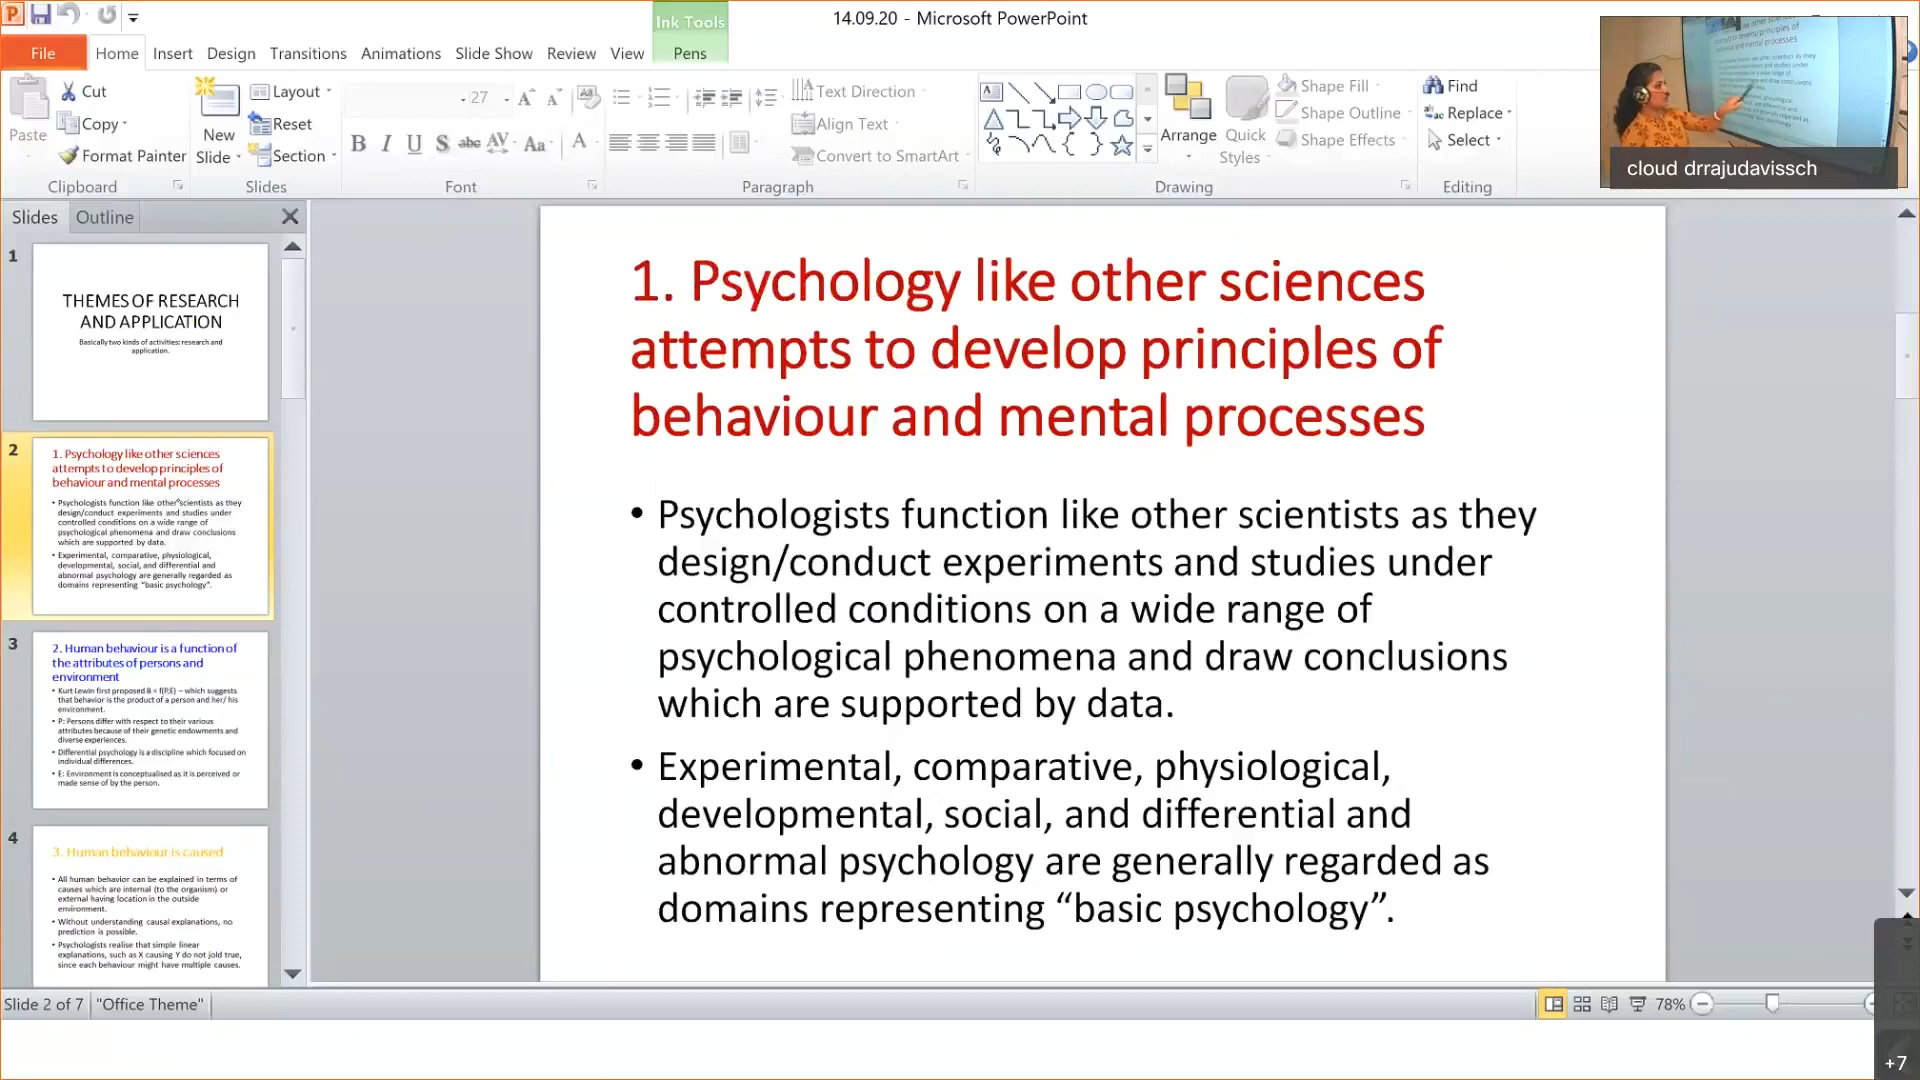 14.09.20 - Microsoft PowerPoint
Ink Tools
File
Home
Insert
Design
Transitions
Animations
Slide Show
Review
View
Pens
Paste
Cut
Copy
Format Painter
Clipboard
New
Slide
Layout
Reset
Section
Slides
27
B I U S abc AV Aa A
Font
Text Direction
Align Text
Convert to SmartArt
Paragraph
Arrange
Quick
Styles
Shape Fill
Shape Outline
Shape Effects
Drawing
Find
Replace
Select
Editing
cloud drrajudavissch
Slides
Outline
1
THEMES OF RESEARCH
AND APPLICATION
Basically two kinds of activities: research and
application.
2
1. Psychology like other sciences
attempts to develop principles of
behaviour and mental processes
• Psychologists function like other scientists as they
design/conduct experiments and studies under
controlled conditions on a wide range of
psychological phenomena and draw conclusions
which are supported by data.
• Experimental, comparative, physiological,
developmental, social, and differential and
abnormal psychology are generally regarded as
domains representing "basic psychology".
3
2. Human behaviour is a function of
the attributes of persons and
environment
• Kurt Lewin first proposed B = f(P,E) – which suggests
that behavior is the product of a person and her/ his
environment.
• P: Persons differ with respect to their various
attributes because of their genetic endowments and
diverse experiences.
• Differential psychology is a discipline which focused on
individual differences.
• E: Environment is conceptualised as it is perceived or
made sense of by the person.
4
3. Human behaviour is caused
• All human behavior can be explained in terms of
causes which are internal (to the organism) or
external having location in the outside
environment.
• Without understanding causal explanations, no
prediction is possible.
• Psychologists realise that simple linear
explanations, such as X causing Y do not jold true,
since each behaviour might have multiple causes.
1. Psychology like other sciences
attempts to develop principles of
behaviour and mental processes
• Psychologists function like other scientists as they
design/conduct experiments and studies under
controlled conditions on a wide range of
psychological phenomena and draw conclusions
which are supported by data.
• Experimental, comparative, physiological,
developmental, social, and differential and
abnormal psychology are generally regarded as
domains representing “basic psychology”.
Slide 2 of 7
"Office Theme"
78%
+7